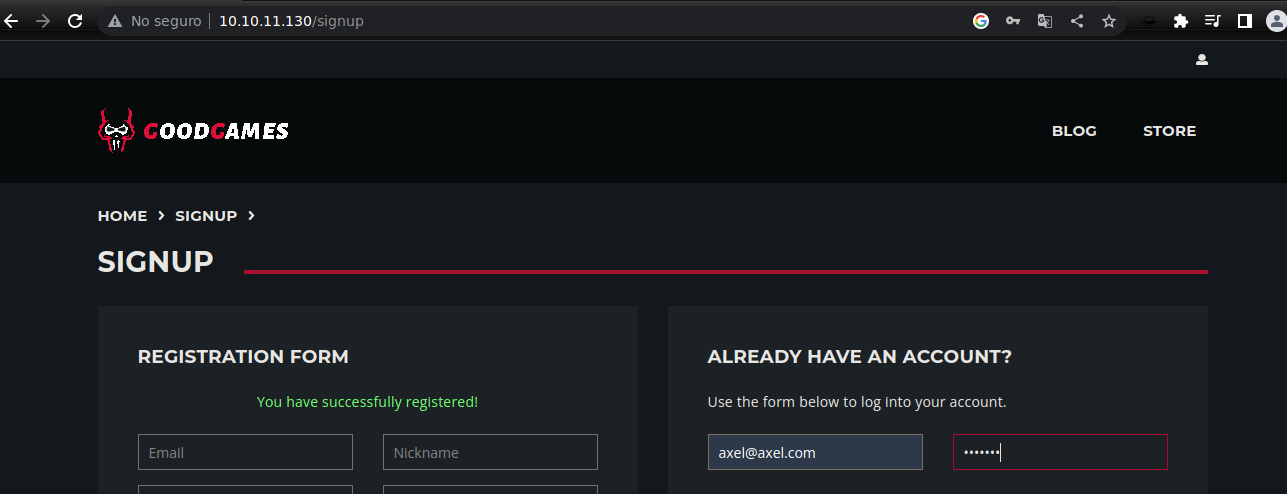 No seguro 10.10.11.130/signup
GOODGAMES
BLOG STORE
HOME SIGNUP
SIGNUP
REGISTRATION FORM
You have successfully registered!
Email Nickname
ALREADY HAVE AN ACCOUNT?
Use the form below to log into your account.
axel@axel.com •••••••